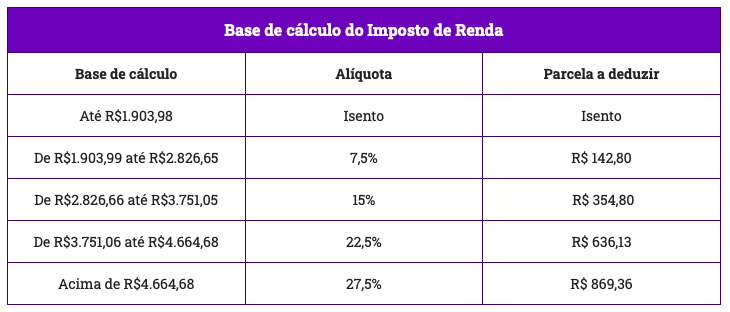 Base de cálculo do Imposto de Renda
Base de cálculo Alíquota Parcela a deduzir
Até R$1.903,98 Isento Isento
De R$1.903,99 até R$2.826,65 7,5% R$ 142,80
De R$2.826,66 até R$3.751,05 15% R$ 354,80
De R$3.751,06 até R$4.664,68 22,5% R$ 636,13
Acima de R$4.664,68 27,5% R$ 869,36